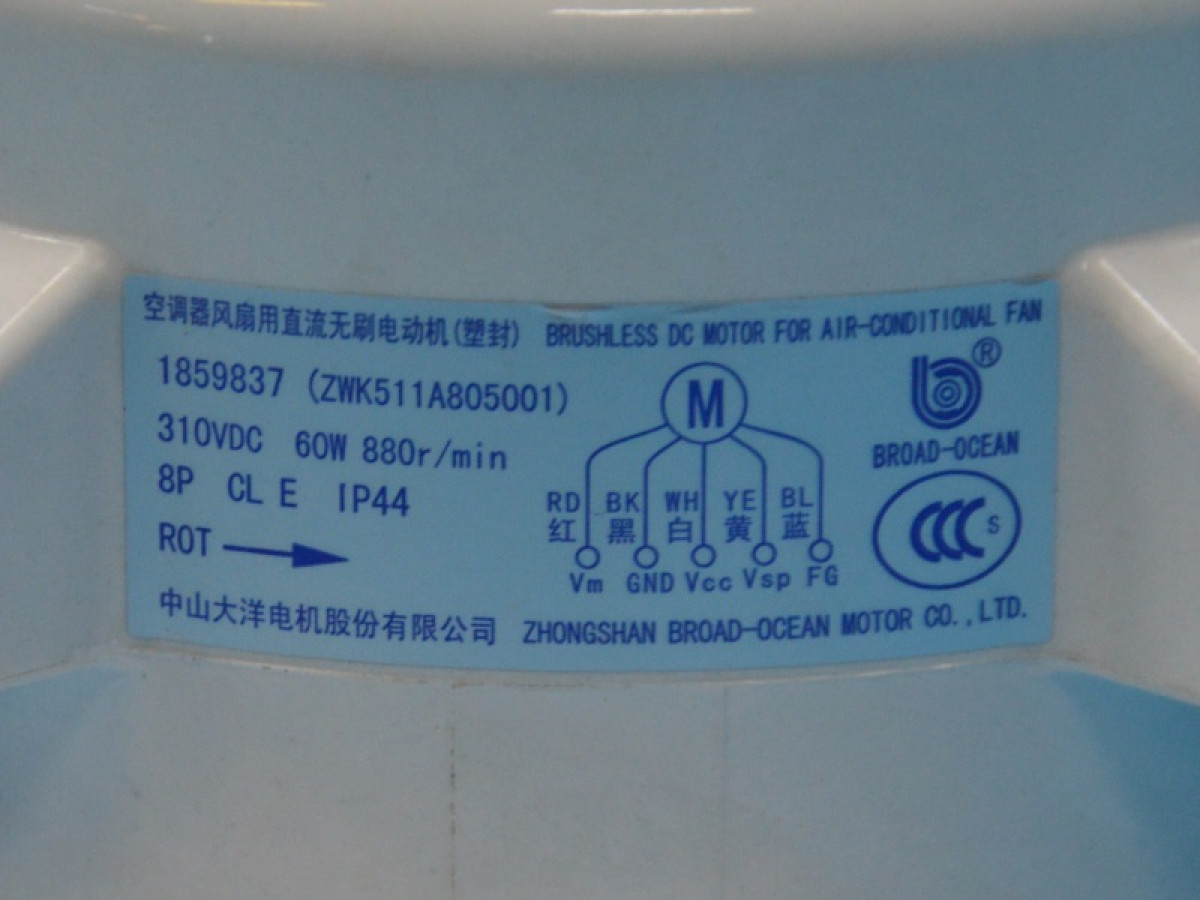 空调器风扇用直流无刷电动机(塑封) BRUSHLESS DC MOTOR FOR AIR-CONDITIONAL FAN
1859837 (ZWK511A805001)
310VDC 60W 880r/min
8P CL E IP44
ROT
M
RD BK WH YE BL
红 黑 白 黄 蓝
Vm GND Vcc Vsp FG
b ®
BROAD-OCEAN
CCC S
中山大洋电机股份有限公司 ZHONGSHAN BROAD-OCEAN MOTOR CO.,LTD.